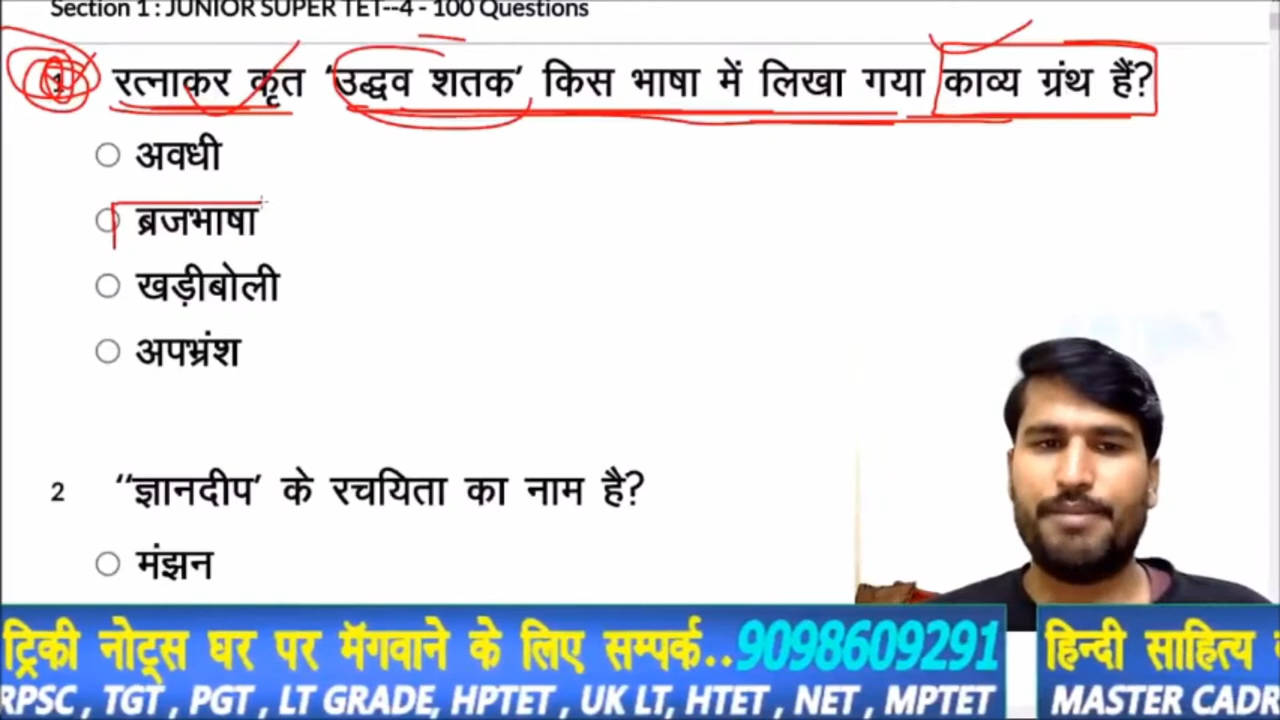 Section 1 : JUNIOR SUPER TET--4 - 100 Questions
1 रत्नाकर कृत 'उद्धव शतक' किस भाषा में लिखा गया काव्य ग्रंथ हैं?
अवधी
ब्रजभाषा
खड़ीबोली
अपभ्रंश
2 "ज्ञानदीप' के रचयिता का नाम है?
मंझन
ट्रिकी नोट्स घर पर मॅगवाने के लिए सम्पर्क..9098609291
हिन्दी साहित्य
RPSC , TGT , PGT , LT GRADE, HPTET , UK LT, HTET , NET , MPTET
MASTER CADR